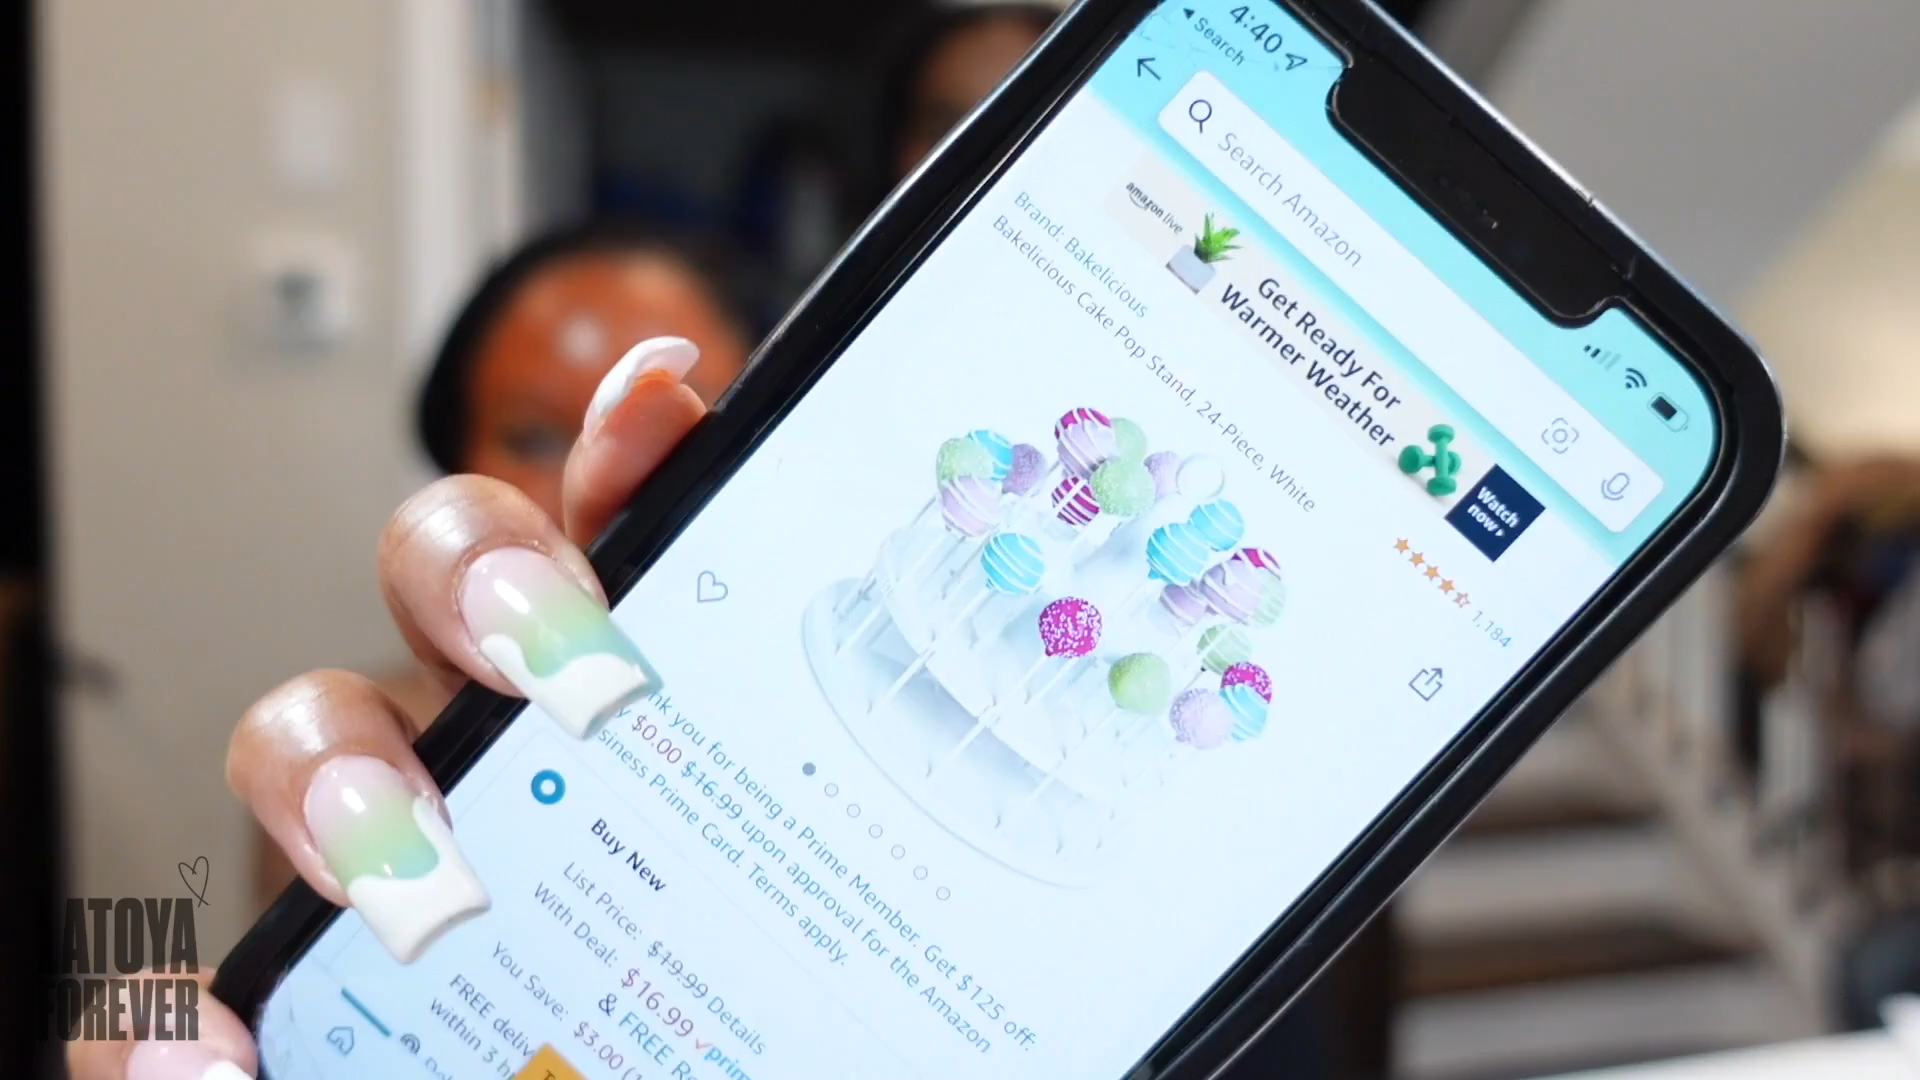 4:40
Search
Search Amazon
amazon live
Get Ready For
Warmer Weather
Watch
now
Brand: Bakelicious
Bakelicious Cake Pop Stand, 24-Piece, White
1,184
you for being a Prime Member. Get $125 off.
$0.00 $16.99 upon approval for the Amazon
Prime Card. Terms apply.
Buy New
List Price: $19.99 Details
With Deal: $16.99 prim
& FREE
You Save: $3.00
FREE
within 3
ATOYA
FOREVER